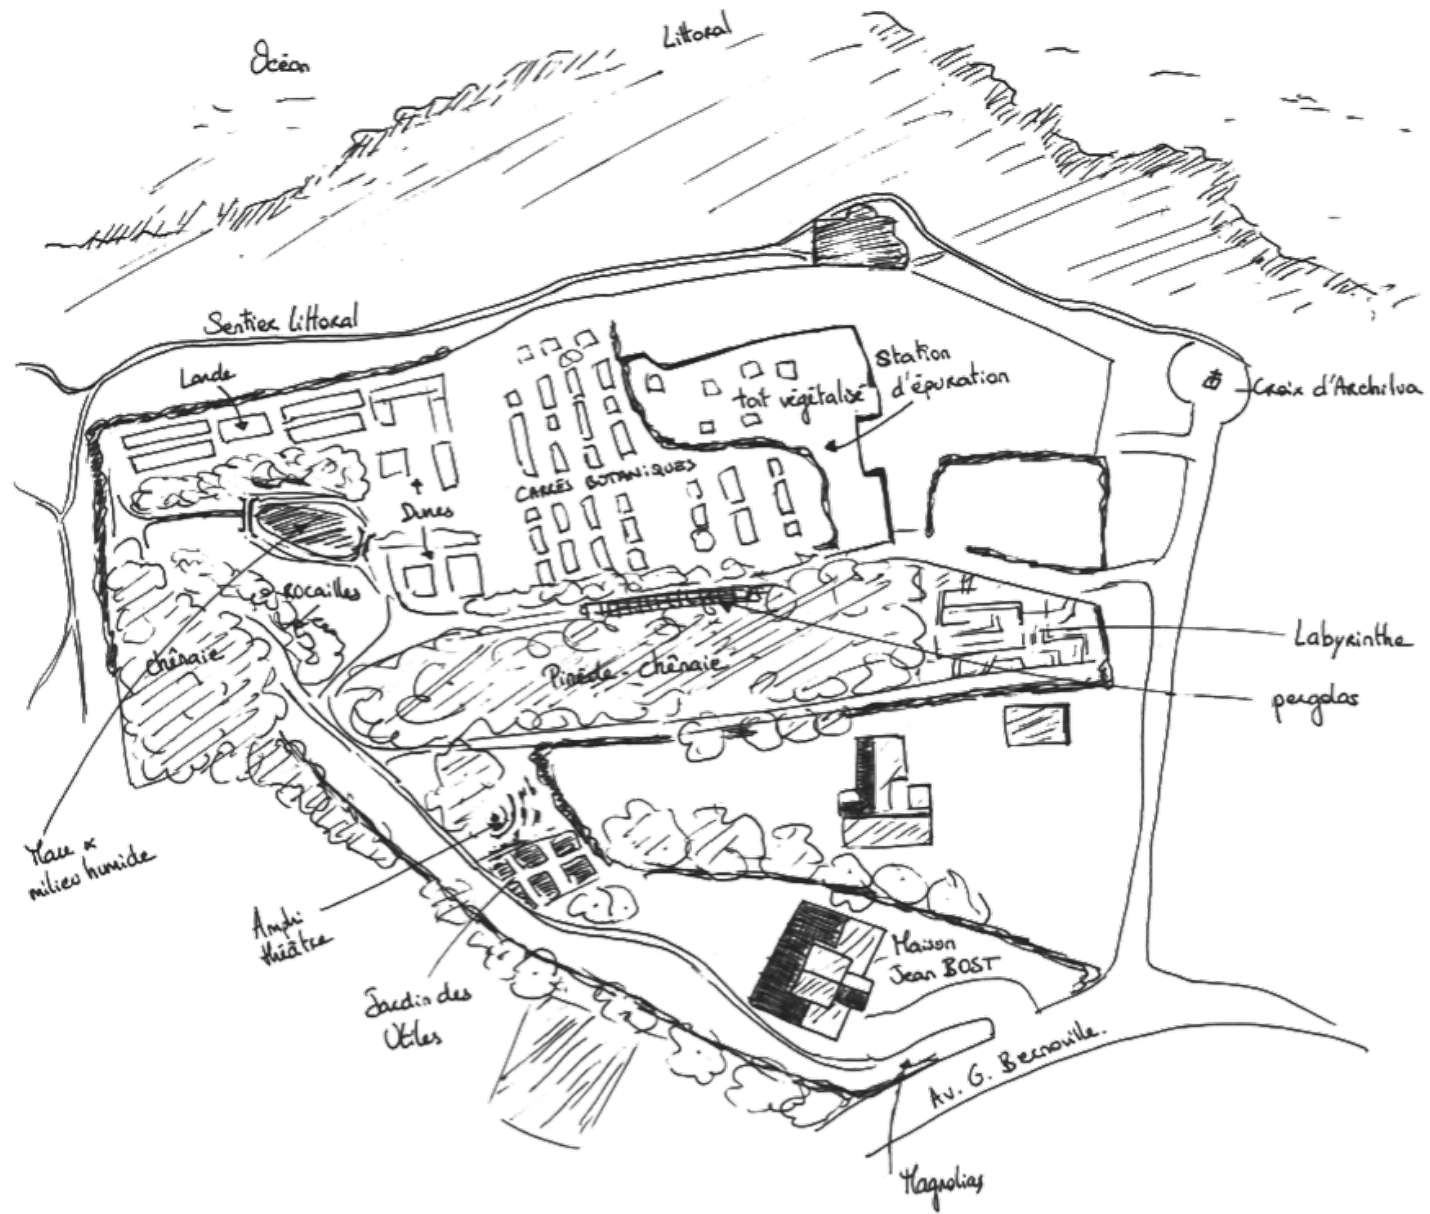 Océan
Littoral
Sentier Littoral
Lande
Station
d'épuration
toit végétalisé
Croix d'Archilua
CARRÉS BOTANIQUES
Dunes
ROCAILLES
chênaie
Pinède - chênaie
Labyrinthe
pergolas
Mare &
milieu humide
Amphi
théâtre
Jardin des
Utiles
Maison
Jean BOST
Av. G. Bernouille.
Magnolias